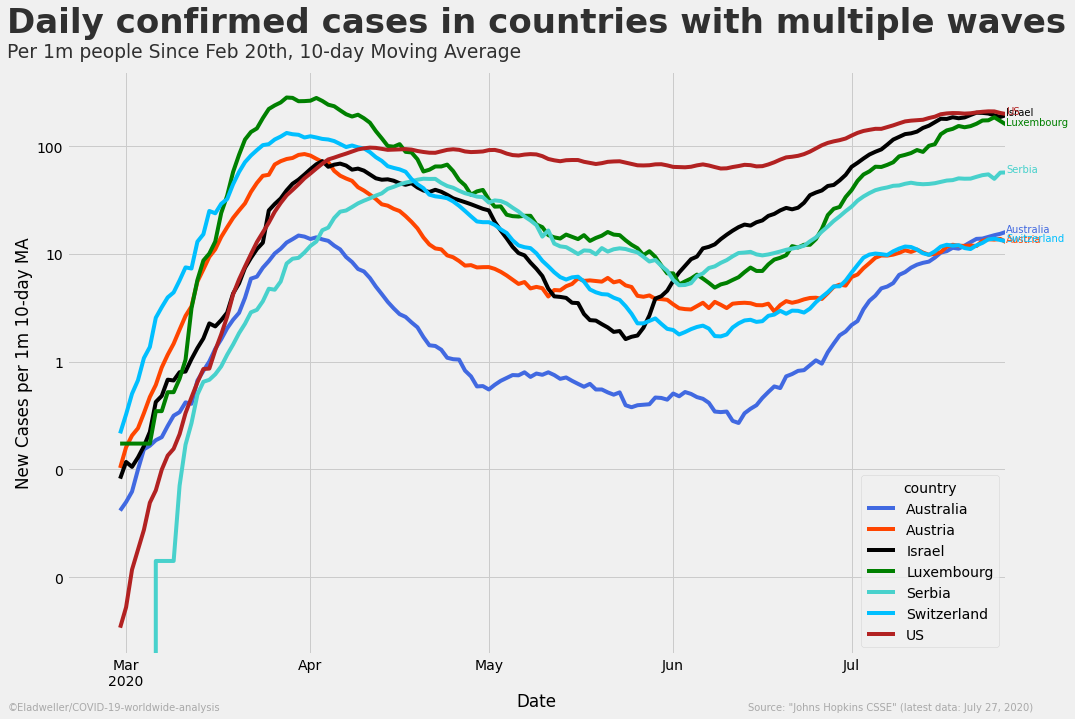 Daily confirmed cases in countries with multiple waves
Per 1m people Since Feb 20th, 10-day Moving Average
New Cases per 1m 10-day MA
100
10
1
0
0
US
Israel
Luxembourg
Serbia
Australia
Switzerland
Austria
country
Australia
Austria
Israel
Luxembourg
Serbia
Switzerland
US
Mar Apr May Jun Jul
2020
Date
©Eladweller/COVID-19-worldwide-analysis
Source: "Johns Hopkins CSSE" (latest data: July 27, 2020)